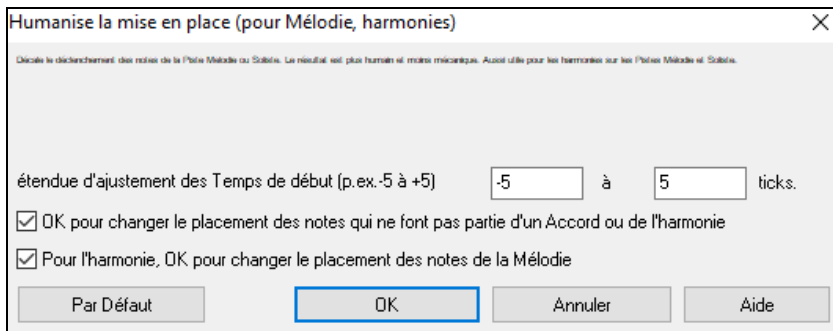 Humanise la mise en place (pour Mélodie, harmonies)
Décale le déclenchement des notes de la Piste Mélodie ou Soliste. Le résultat est plus humain et moins mécanique. Aussi utile pour les harmonies sur les Pistes Mélodie et Soliste.
étendue d'ajustement des Temps de début (p.ex.-5 à +5) -5 à 5 ticks.
OK pour changer le placement des notes qui ne font pas partie d'un Accord ou de l'harmonie
Pour l'harmonie, OK pour changer le placement des notes de la Mélodie
Par Défaut OK Annuler Aide